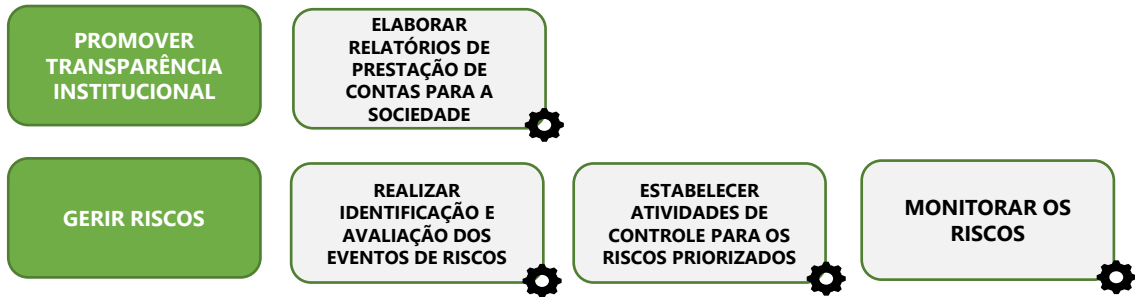 PROMOVER
TRANSPARÊNCIA
INSTITUCIONAL
ELABORAR
RELATÓRIOS DE
PRESTAÇÃO DE
CONTAS PARA A
SOCIEDADE
GERIR RISCOS
REALIZAR
IDENTIFICAÇÃO E
AVALIAÇÃO DOS
EVENTOS DE RISCOS
ESTABELECER
ATIVIDADES DE
CONTROLE PARA OS
RISCOS PRIORIZADOS
MONITORAR OS
RISCOS